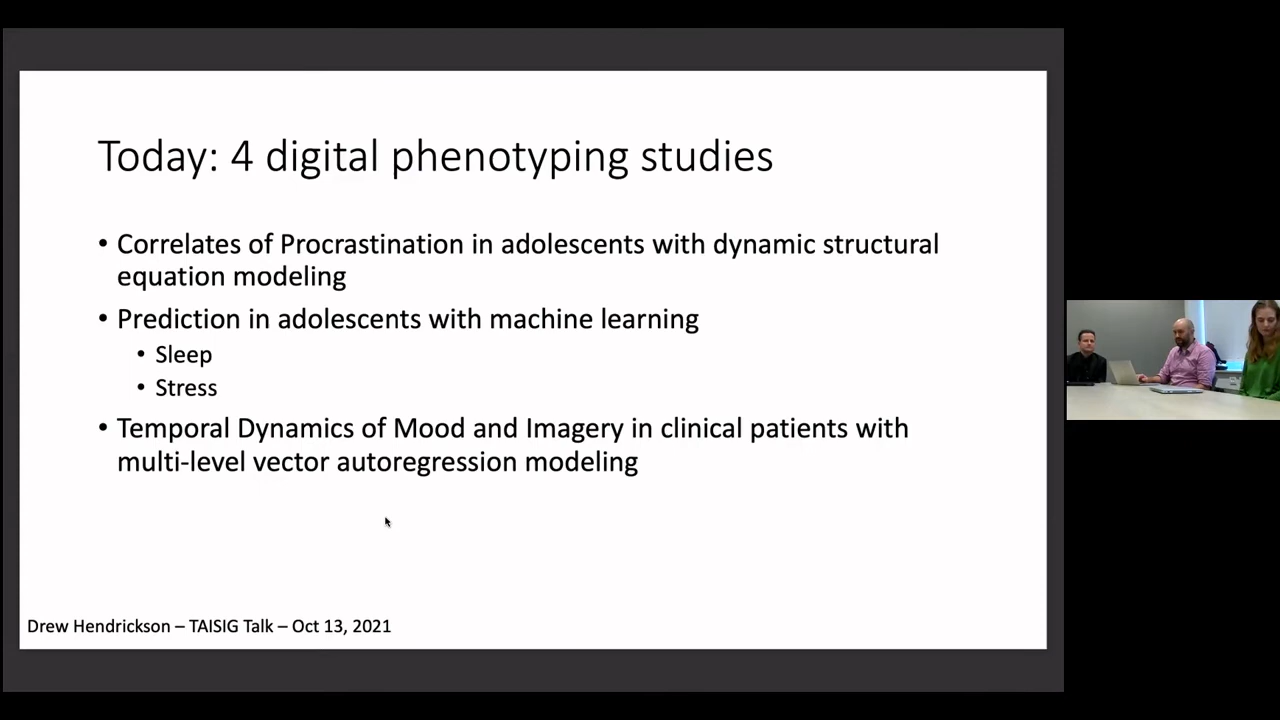 Today: 4 digital phenotyping studies
• Correlates of Procrastination in adolescents with dynamic structural
equation modeling
• Prediction in adolescents with machine learning
• Sleep
• Stress
• Temporal Dynamics of Mood and Imagery in clinical patients with
multi-level vector autoregression modeling
Drew Hendrickson – TAISIG Talk – Oct 13, 2021